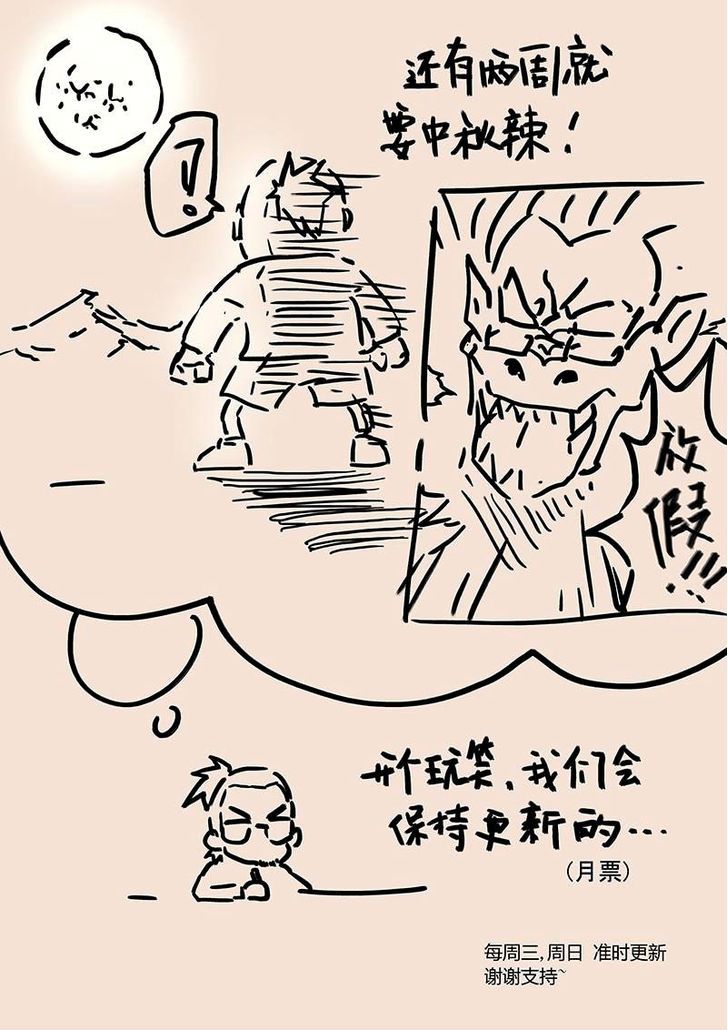 还有两周就
要中秋辣！
！
放
假!!!
开个玩笑，我们会
保持更新的…
（月票）
每周三,周日 准时更新
谢谢支持~